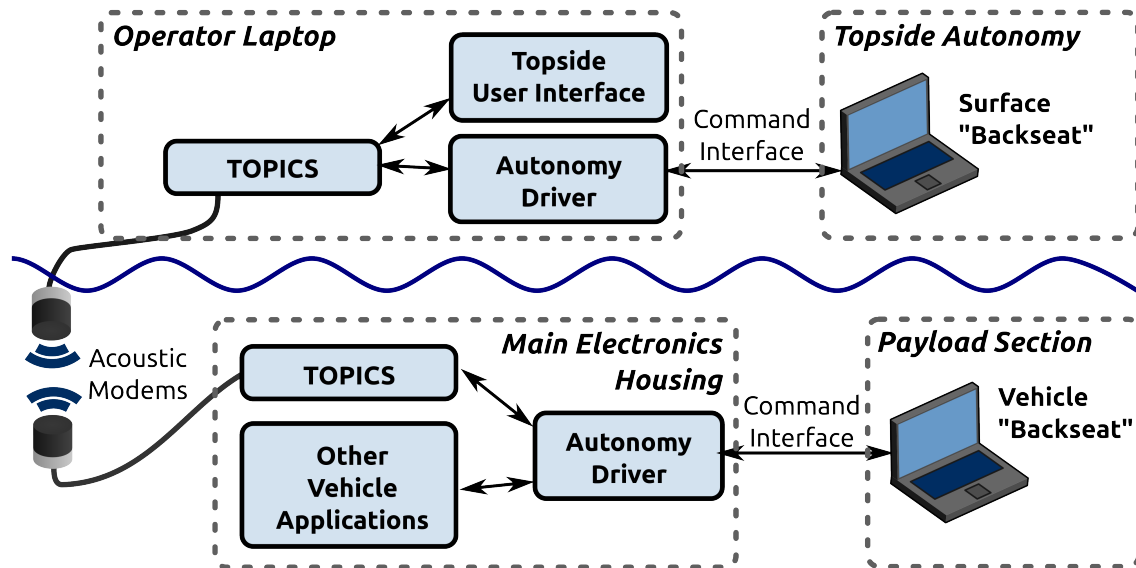 Operator Laptop
Topside
User Interface
TOPICS
Autonomy
Driver
Command
Interface
Topside Autonomy
Surface
"Backseat"
Acoustic
Modems
Main Electronics
Housing
TOPICS
Other
Vehicle
Applications
Autonomy
Driver
Command
Interface
Payload Section
Vehicle
"Backseat"